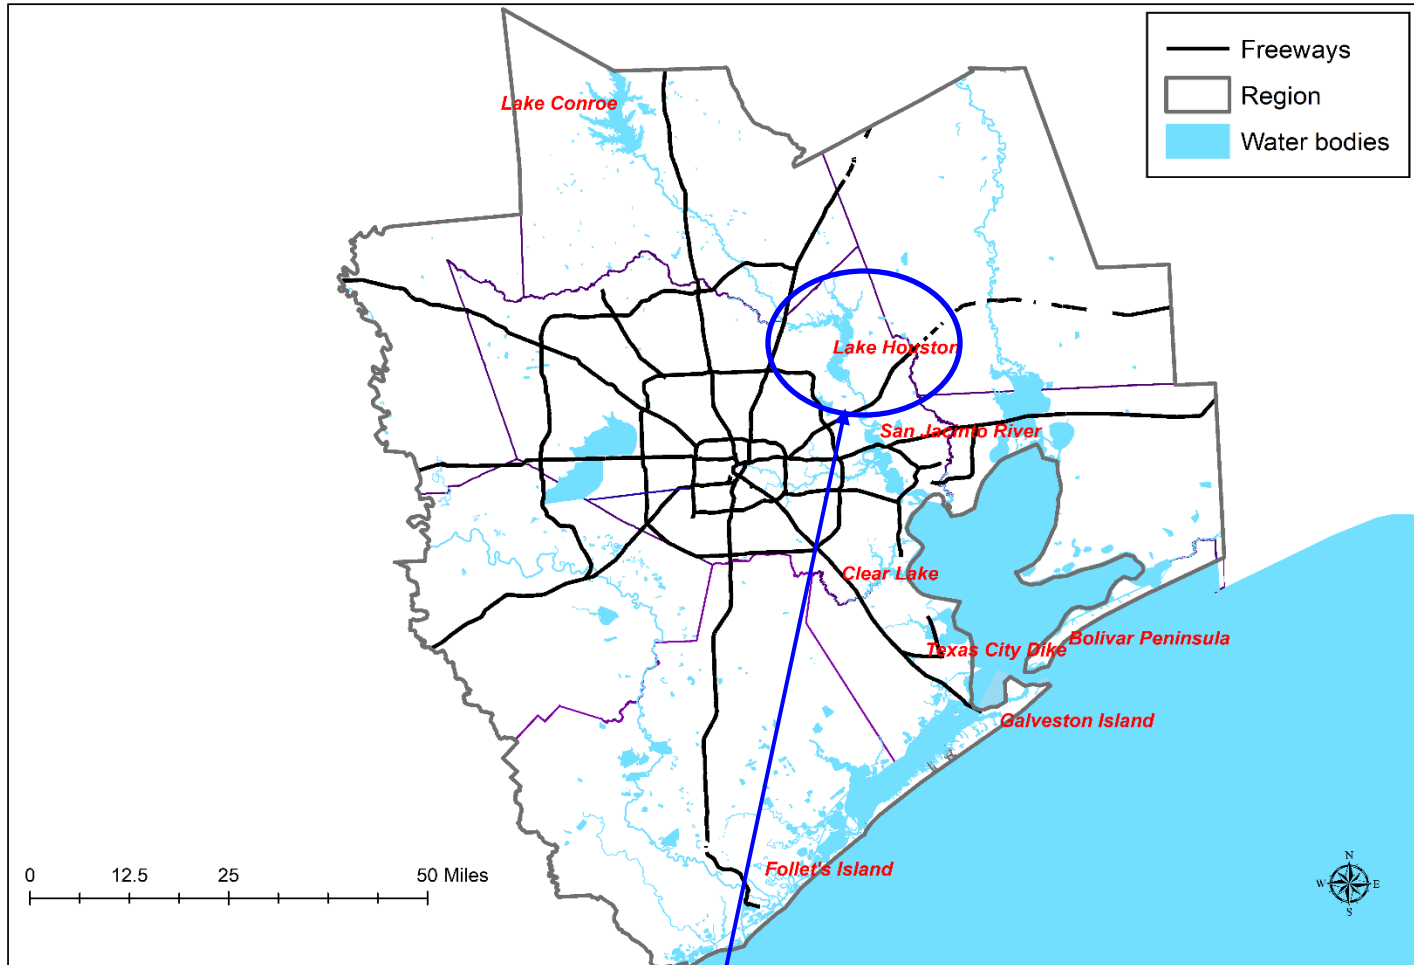 Freeways
Region
Water bodies
Lake Conroe
Lake Houston
San Jacinto River
Clear Lake
Bolivar Peninsula
Texas City Dike
Galveston Island
Follet's Island
0 12.5 25 50 Miles
N
W E
S